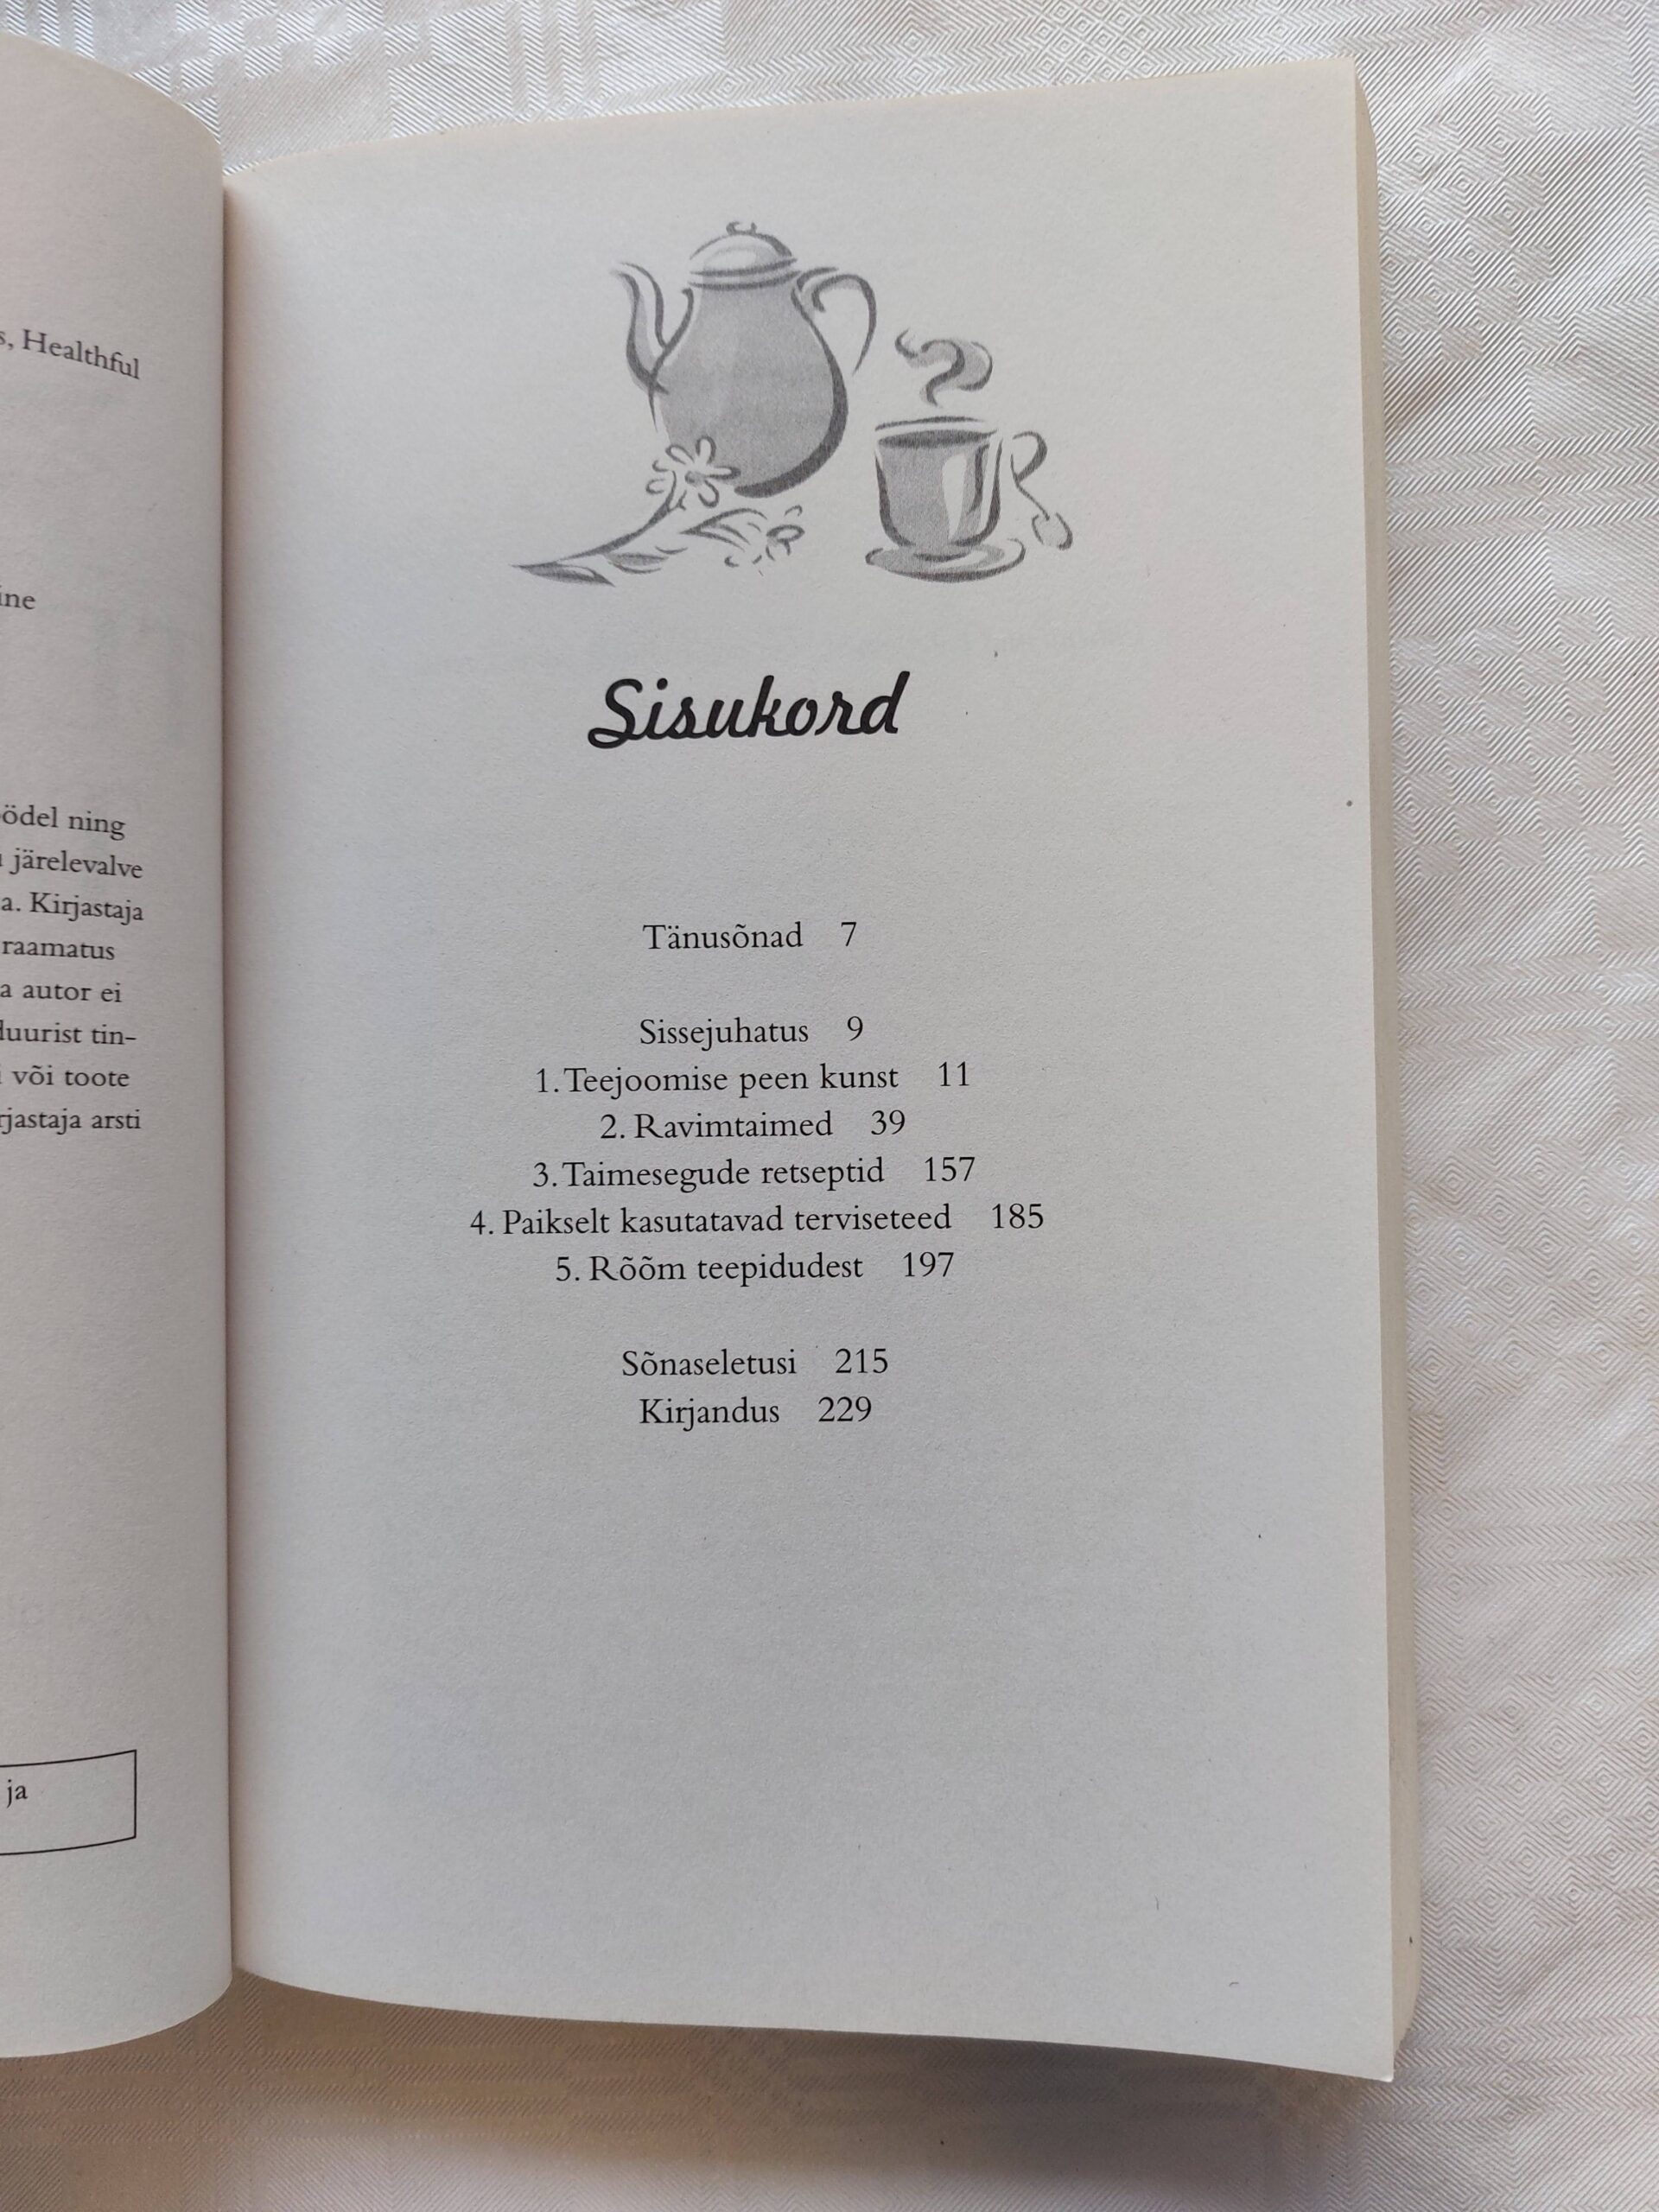 Healthful
ine
ödel ning
järelevalve
a. Kirjastaja
raamatus
a autor ei
duurist tin-
või toote
rjastaja arsti
ja
Sisukord
Tänusõnad 7
Sissejuhatus 9
1. Teejoomise peen kunst 11
2. Ravimtaimed 39
3. Taimesegude retseptid 157
4. Paikselt kasutatavad terviseteed 185
5. Rõõm teepidudest 197
Sõnaseletusi 215
Kirjandus 229